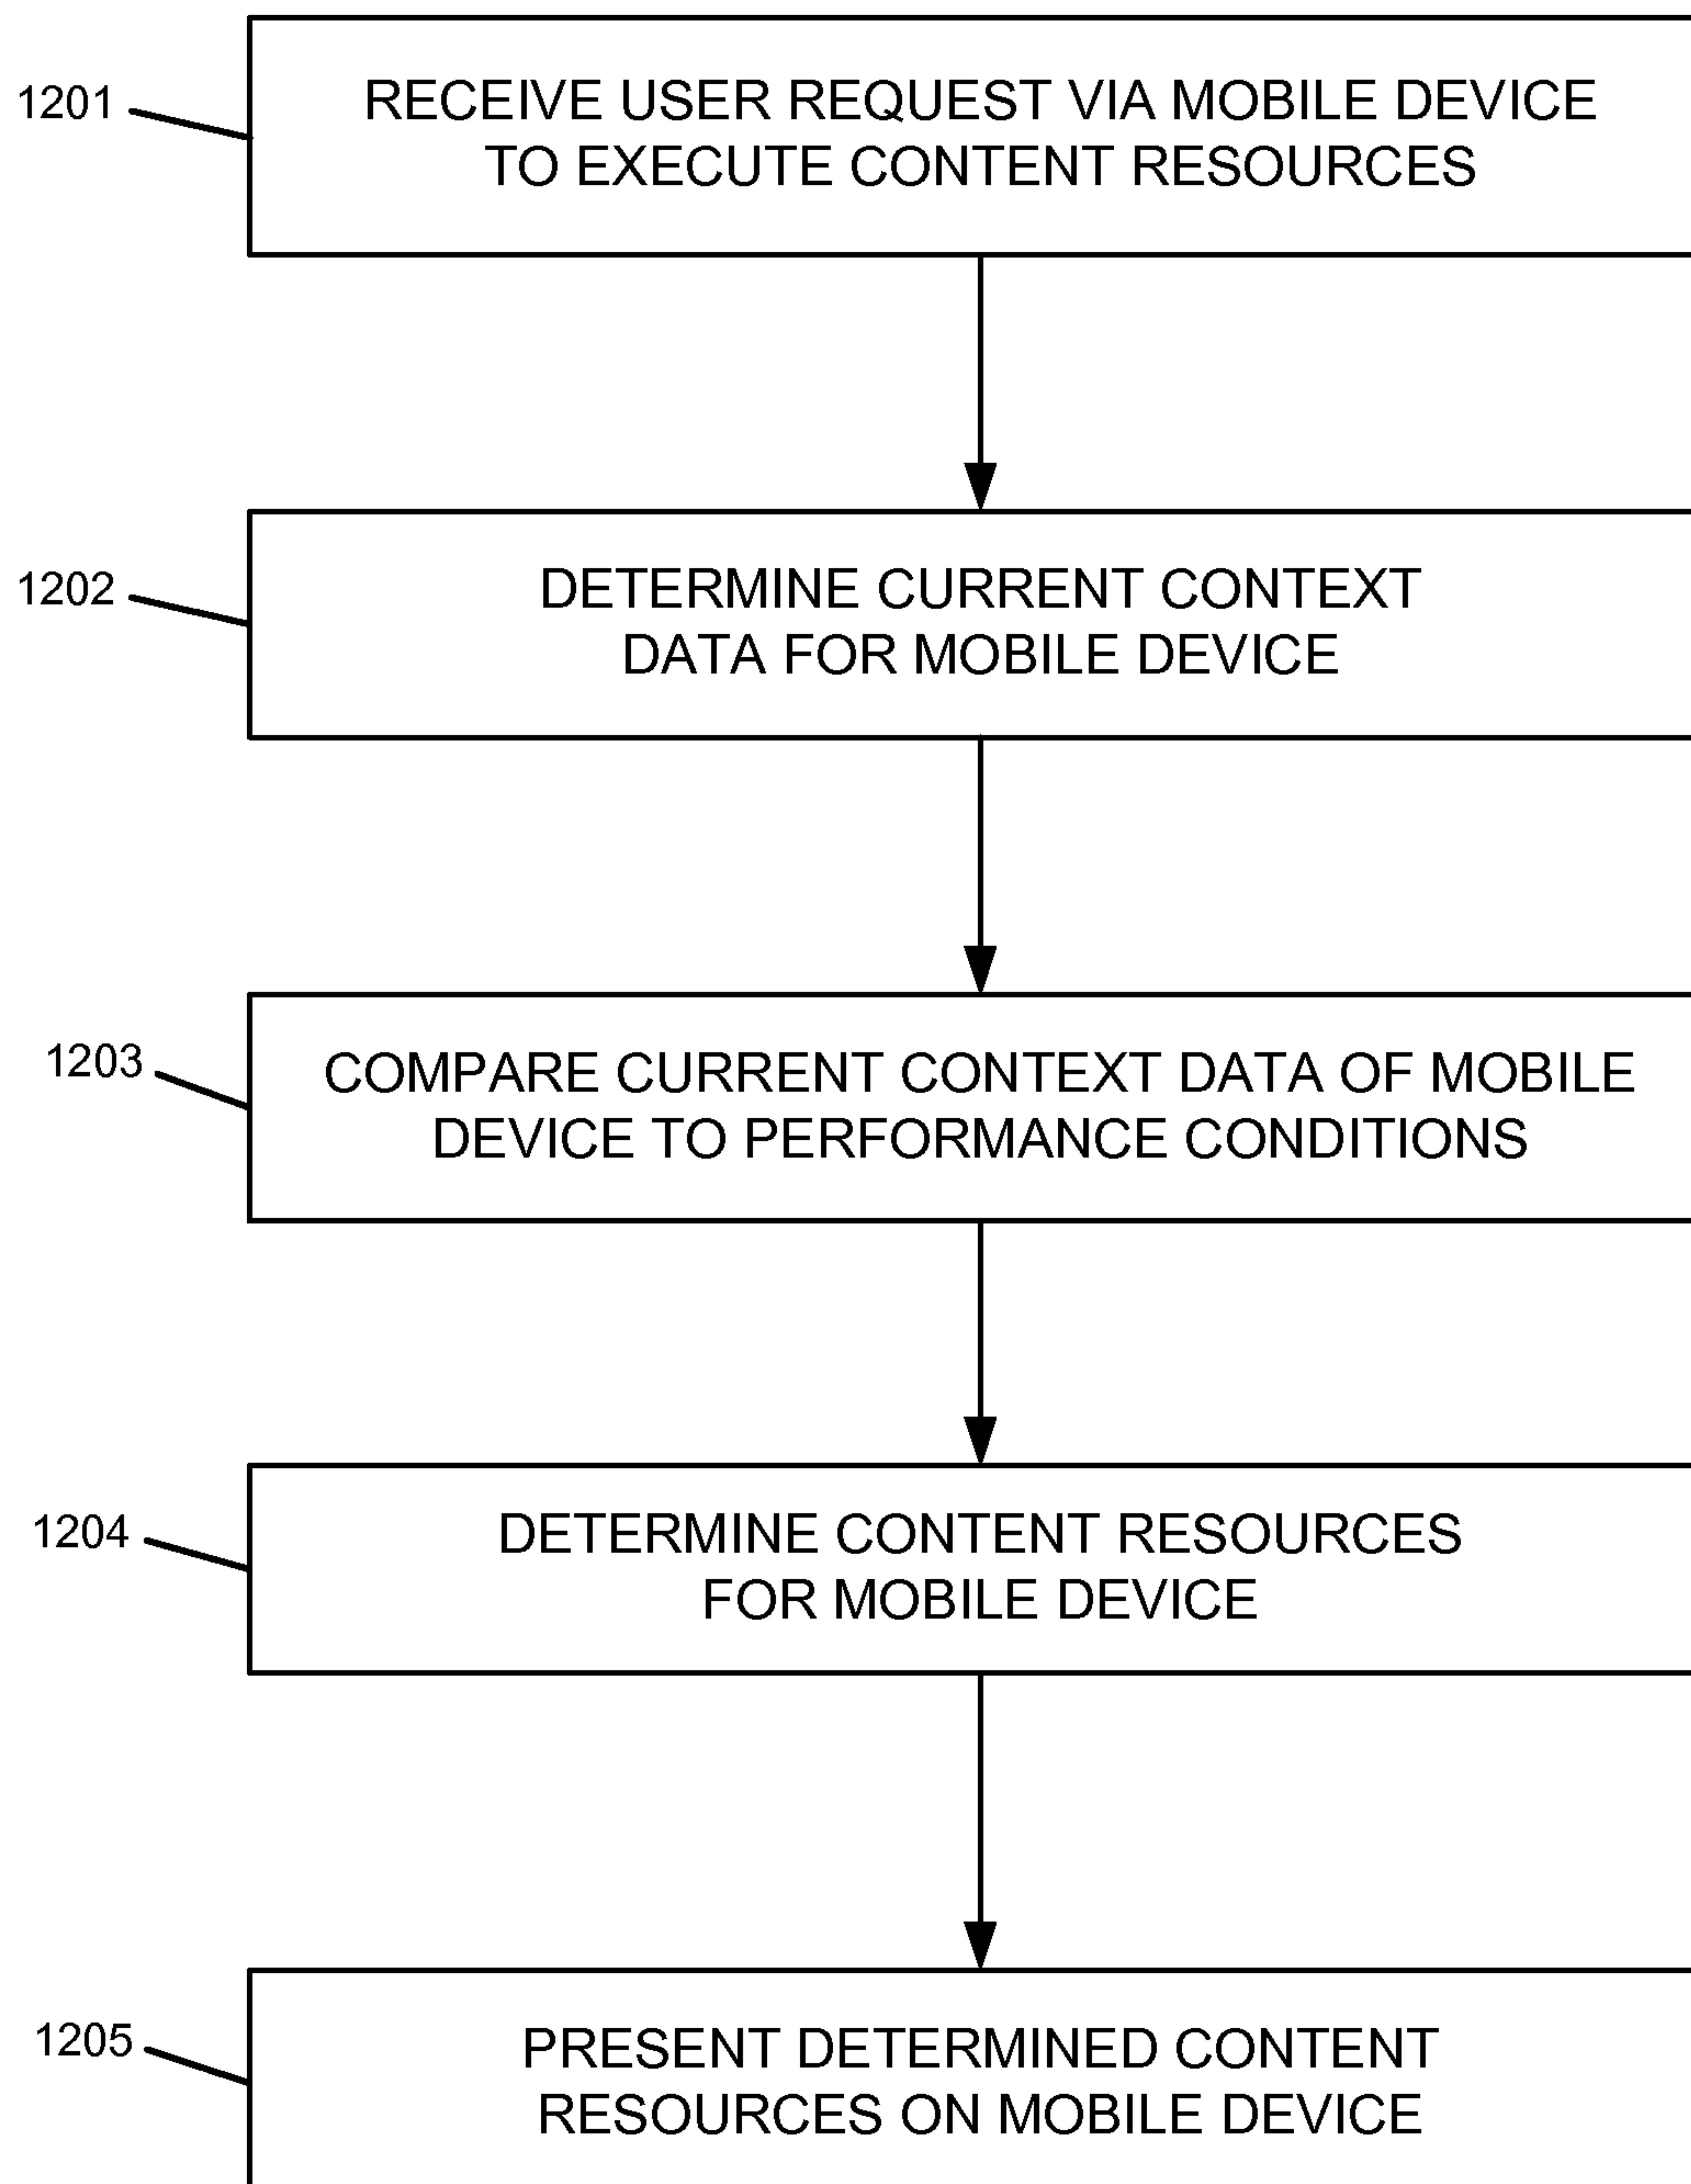 1201
RECEIVE USER REQUEST VIA MOBILE DEVICE
TO EXECUTE CONTENT RESOURCES
1202
DETERMINE CURRENT CONTEXT
DATA FOR MOBILE DEVICE
1203
COMPARE CURRENT CONTEXT DATA OF MOBILE
DEVICE TO PERFORMANCE CONDITIONS
1204
DETERMINE CONTENT RESOURCES
FOR MOBILE DEVICE
1205
PRESENT DETERMINED CONTENT
RESOURCES ON MOBILE DEVICE